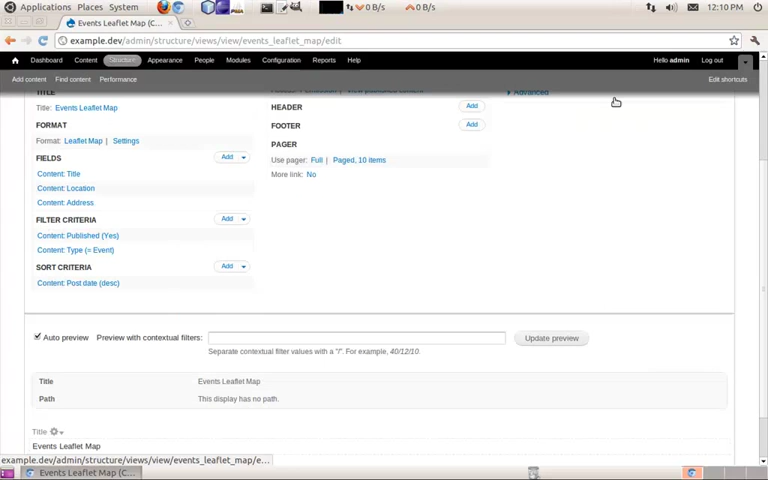 Applications Places System
0 B/s 0 B/s
12:10 PM
Events Leaflet Map (C...
example.dev/admin/structure/views/view/events_leaflet_map/edit
Dashboard Content Structure Appearance People Modules Configuration Reports Help Hello admin Log out
Add content Find content Performance Edit shortcuts
TITLE
Title: Events Leaflet Map
FORMAT
Format: Leaflet Map | Settings
FIELDS Add
Content: Title
Content: Location
Content: Address
FILTER CRITERIA Add
Content: Published (Yes)
Content: Type (= Event)
SORT CRITERIA Add
Content: Post date (desc)
HEADER Add
FOOTER Add
PAGER
Use pager: Full | Paged, 10 items
More link: No
Advanced
Auto preview Preview with contextual filters: Update preview
Separate contextual filter values with a "/". For example, 40/12/10.
Title Events Leaflet Map
Path This display has no path.
Title
Events Leaflet Map
example.dev/admin/structure/views/view/events_leaflet_map/e...
Events Leaflet Map (C...